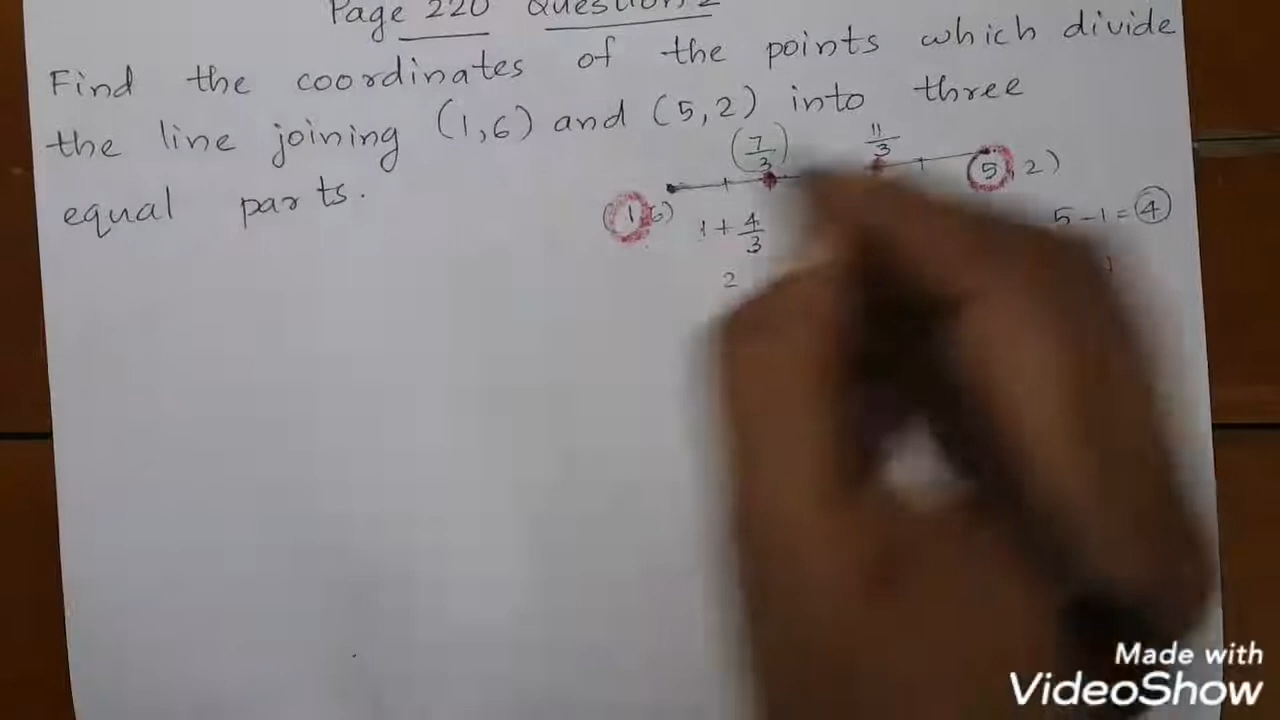 Page 220 Question 2
Find the coordinates of the points which divide
the line joining (1,6) and (5,2) into three
equal parts.
(7/3) 11/3
(1,6) (5,2)
1 + 4/3
5 - 1 = 4
2
Made with
VideoShow